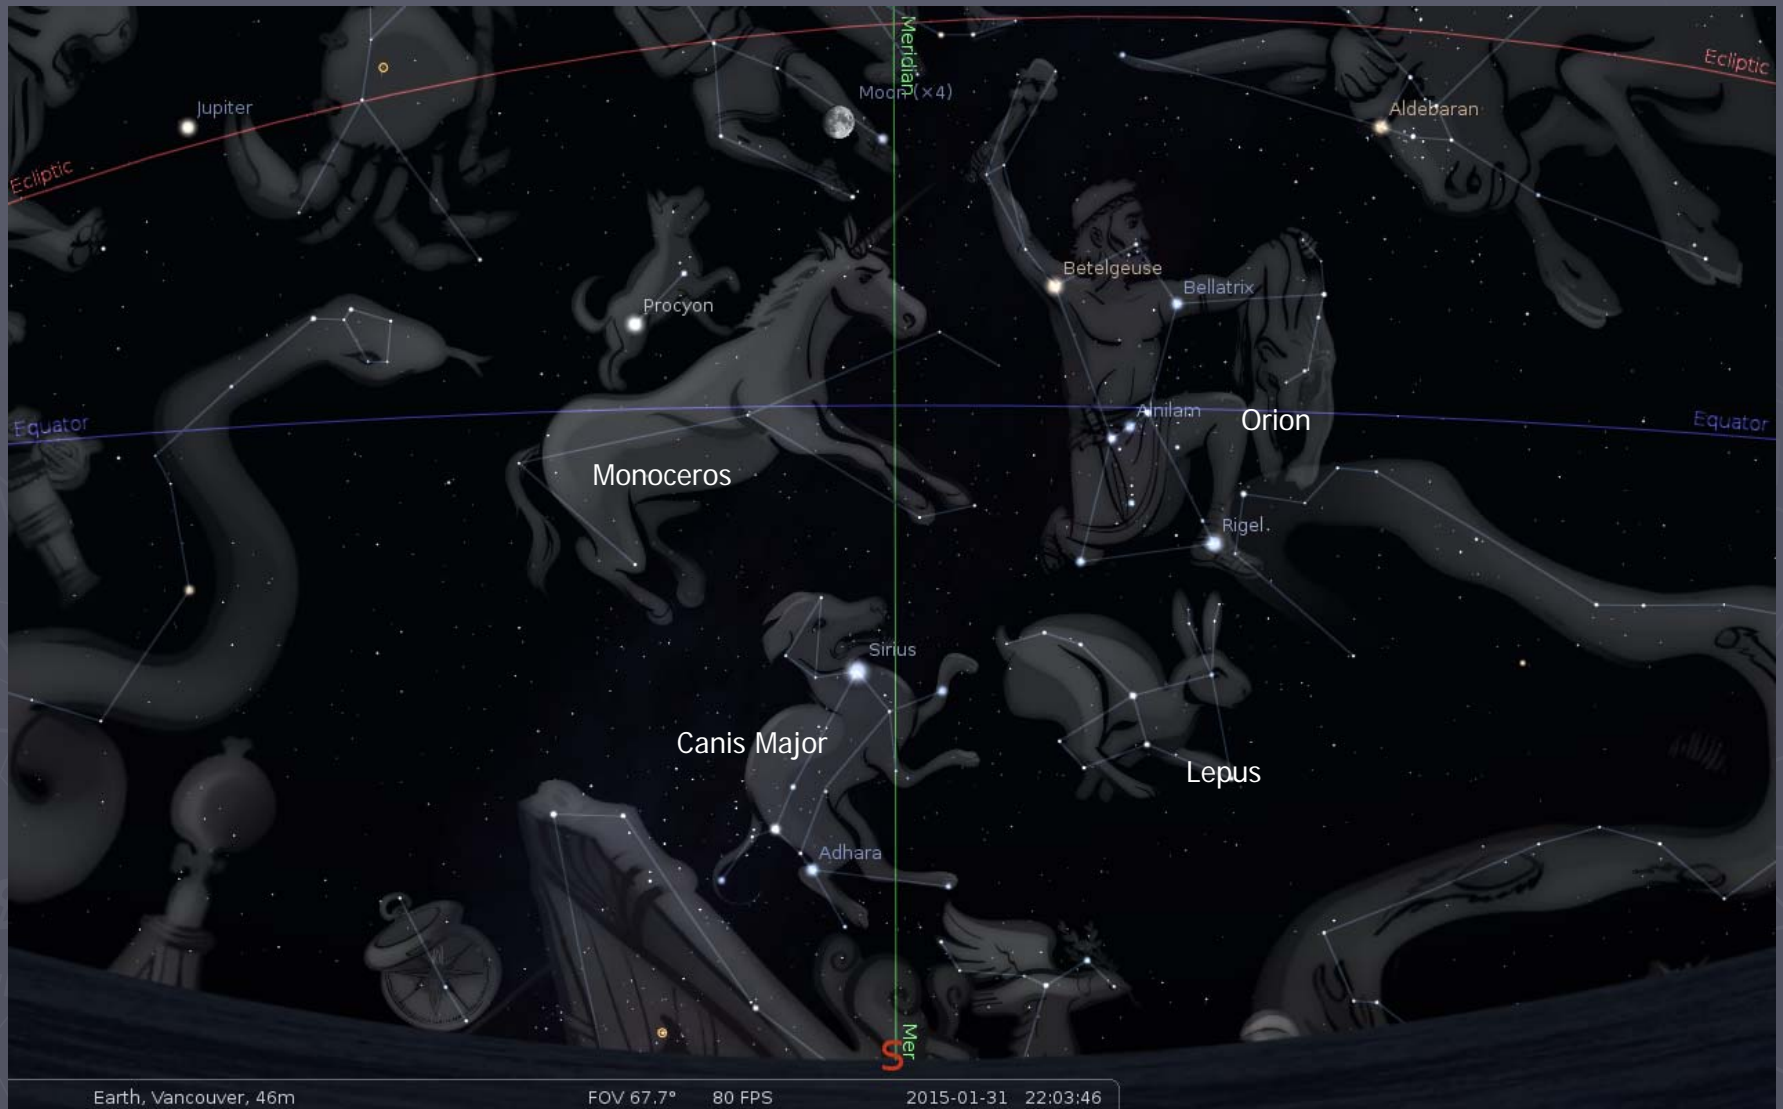 Meridian
Ecliptic
Moon (×4)
Jupiter
Aldebaran
Ecliptic
Betelgeuse
Bellatrix
Procyon
Alnilam
Orion
Equator
Equator
Monoceros
Rigel
Sirius
Canis Major
Lepus
Adhara
Mer
S
Earth, Vancouver, 46m FOV 67.7° 80 FPS 2015-01-31 22:03:46